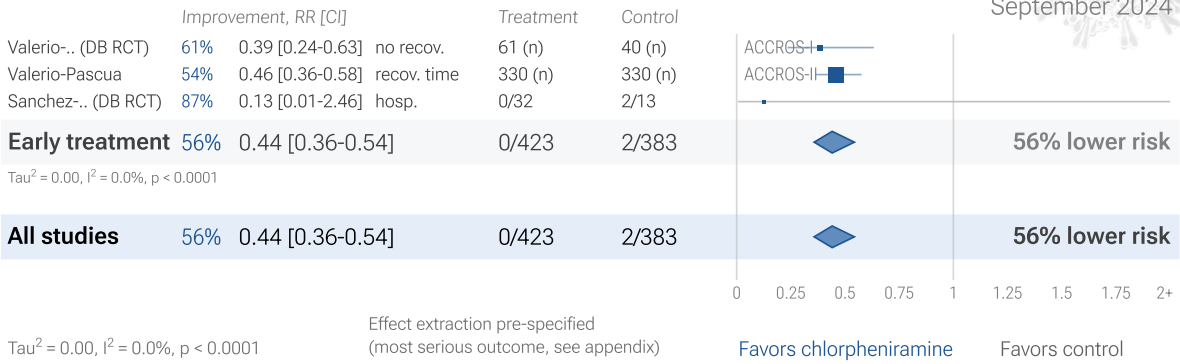 September 2024
Improvement, RR [CI] Treatment Control
Valerio-.. (DB RCT) 61% 0.39 [0.24-0.63] no recov. 61 (n) 40 (n) ACCROS-I
Valerio-Pascua 54% 0.46 [0.36-0.58] recov. time 330 (n) 330 (n) ACCROS-II
Sanchez-.. (DB RCT) 87% 0.13 [0.01-2.46] hosp. 0/32 2/13
Early treatment 56% 0.44 [0.36-0.54] 0/423 2/383 56% lower risk
Tau² = 0.00, I² = 0.0%, p < 0.0001
All studies 56% 0.44 [0.36-0.54] 0/423 2/383 56% lower risk
0 0.25 0.5 0.75 1 1.25 1.5 1.75 2+
Effect extraction pre-specified
Tau² = 0.00, I² = 0.0%, p < 0.0001 (most serious outcome, see appendix) Favors chlorpheniramine Favors control